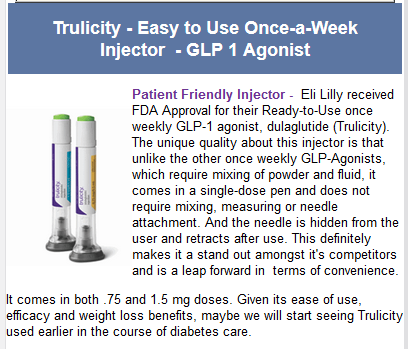 Trulicity - Easy to Use Once-a-Week
Injector - GLP 1 Agonist
Patient Friendly Injector - Eli Lilly received
FDA Approval for their Ready-to-Use once
weekly GLP-1 agonist, dulaglutide (Trulicity).
The unique quality about this injector is that
unlike the other once weekly GLP-Agonists,
which require mixing of powder and fluid, it
comes in a single-dose pen and does not
require mixing, measuring or needle
attachment. And the needle is hidden from the
user and retracts after use. This definitely
makes it a stand out amongst it's competitors
and is a leap forward in terms of convenience.
trulicity
trulicity
It comes in both .75 and 1.5 mg doses. Given its ease of use,
efficacy and weight loss benefits, maybe we will start seeing Trulicity
used earlier in the course of diabetes care.